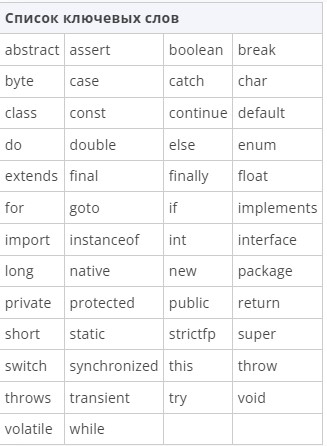 Список ключевых слов
abstract assert boolean break
byte case catch char
class const continue default
do double else enum
extends final finally float
for goto if implements
import instanceof int interface
long native new package
private protected public return
short static strictfp super
switch synchronized this throw
throws transient try void
volatile while